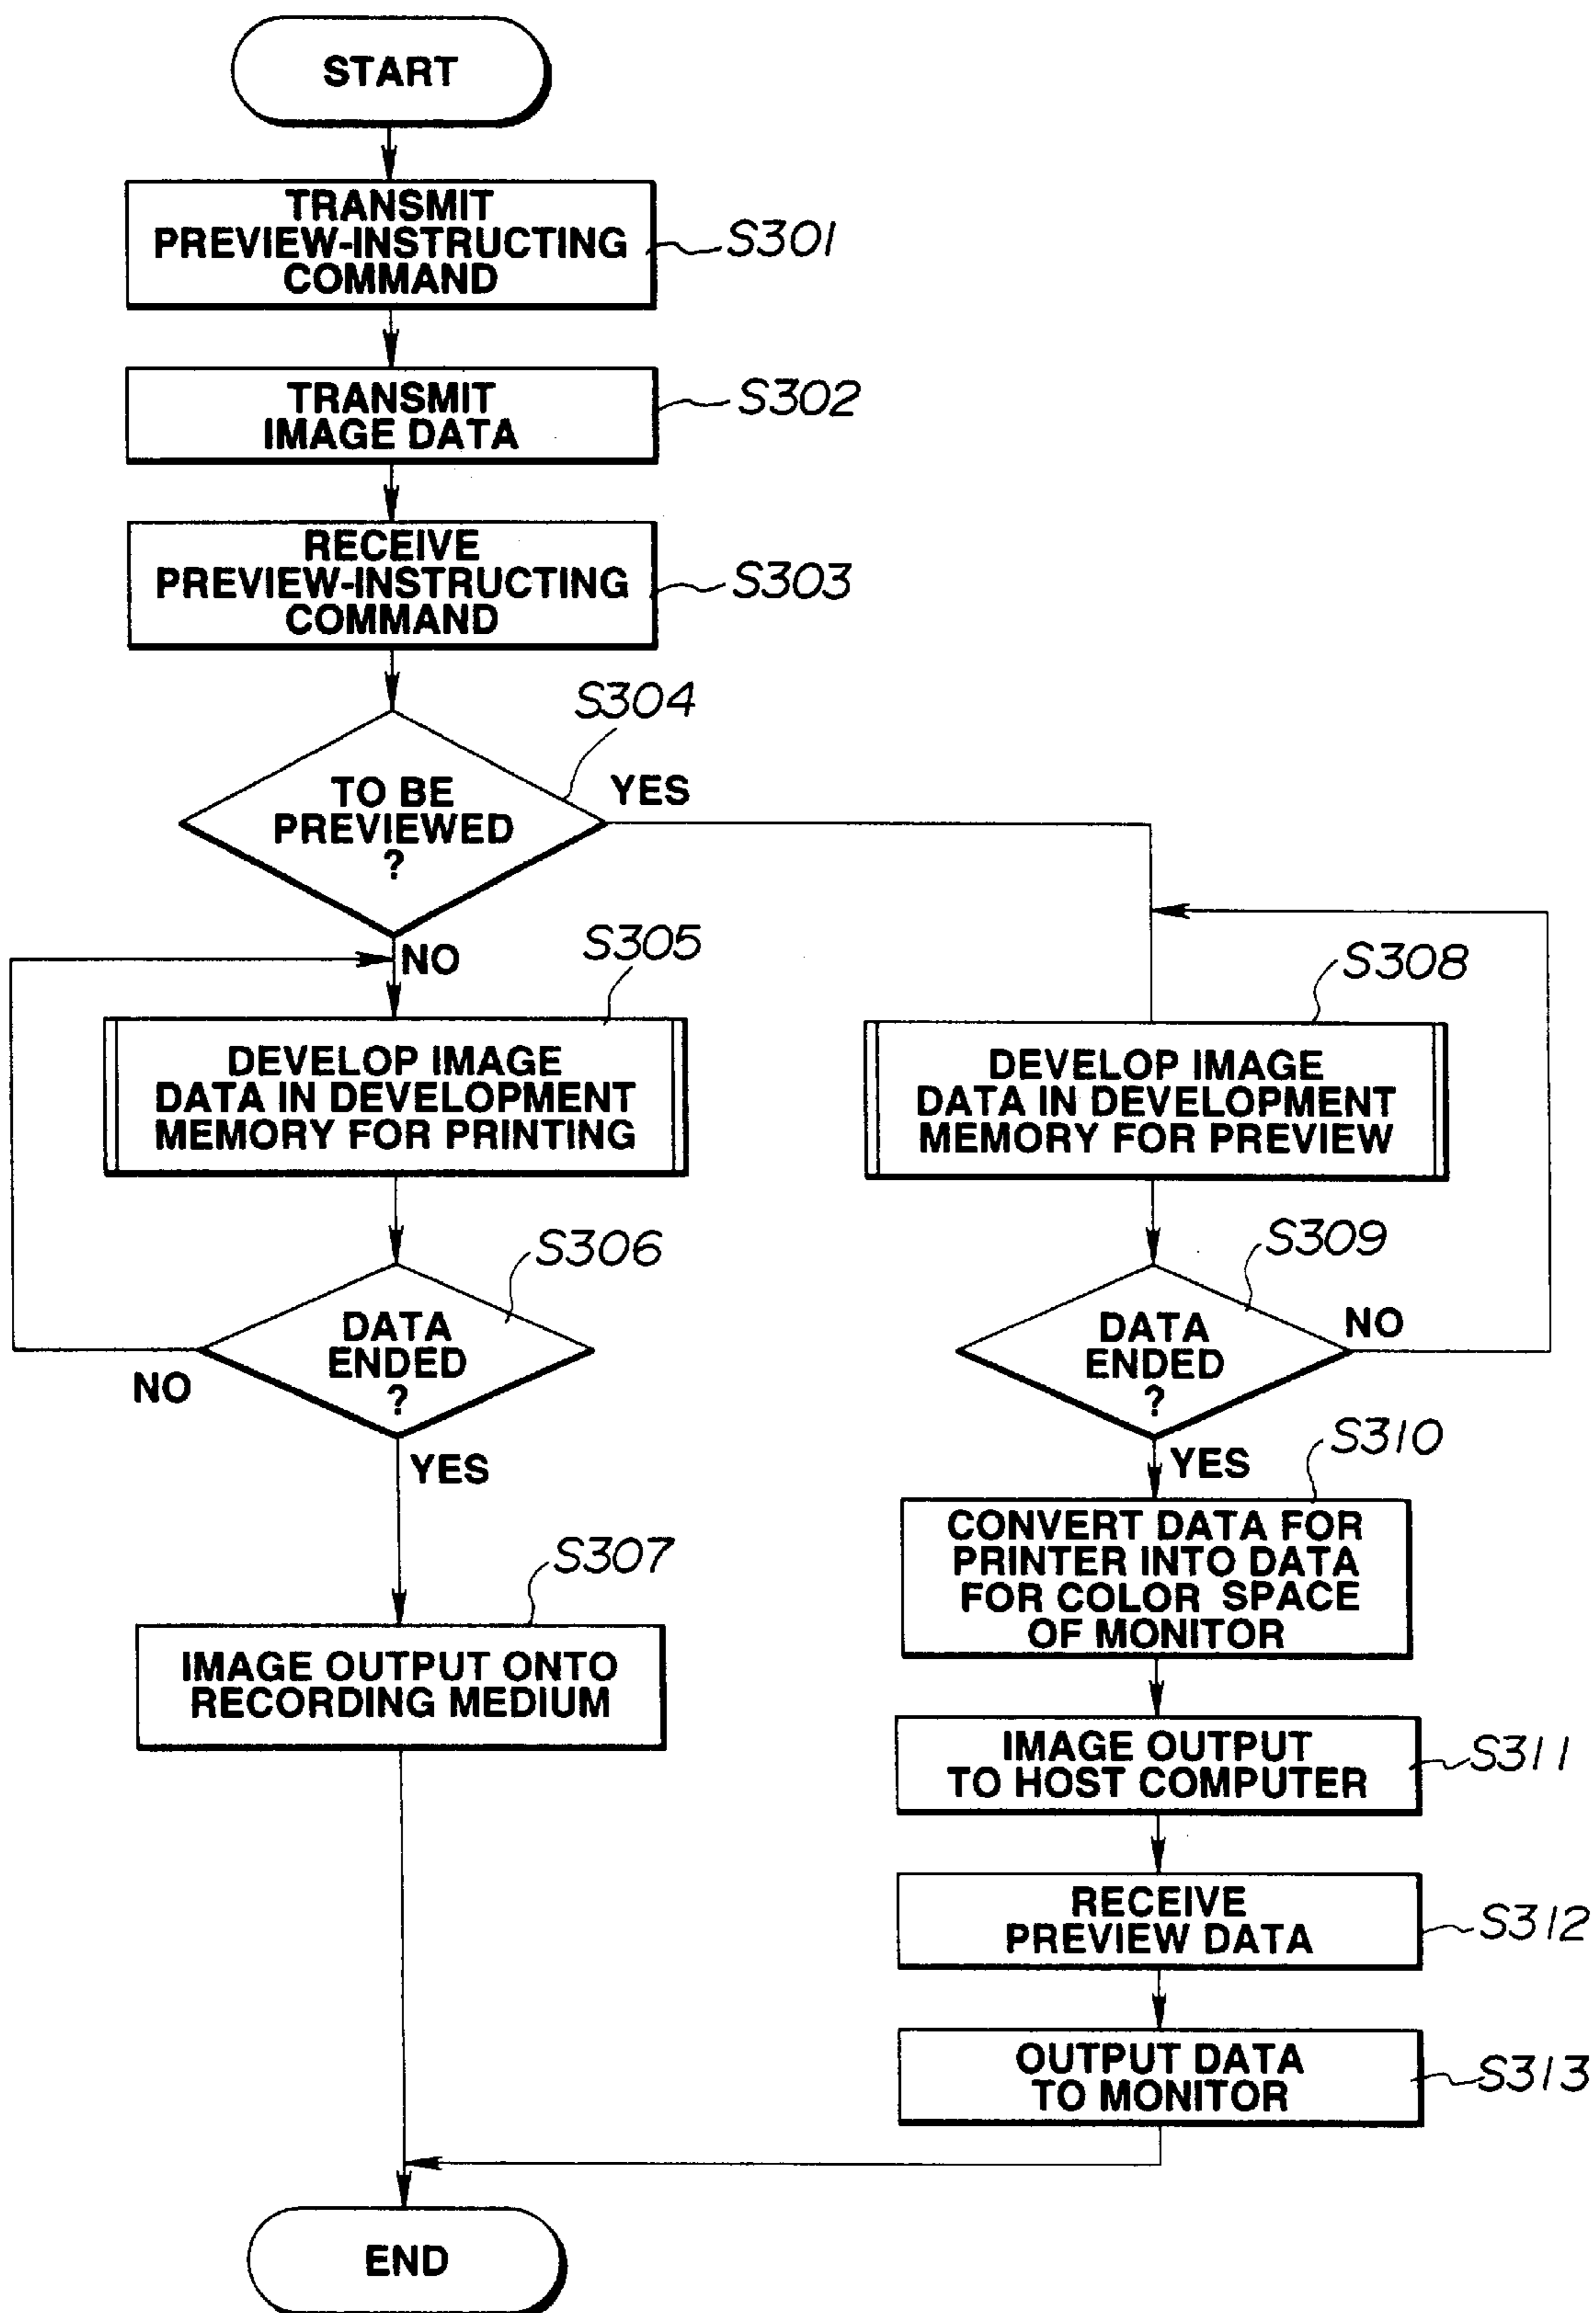 START
TRANSMIT
PREVIEW-INSTRUCTING
COMMAND
S301
TRANSMIT
IMAGE DATA
S302
RECEIVE
PREVIEW-INSTRUCTING
COMMAND
S303
S304
TO BE
PREVIEWED
?
YES
NO
S305
DEVELOP IMAGE
DATA IN DEVELOPMENT
MEMORY FOR PRINTING
S306
DATA
ENDED
?
NO
YES
S307
IMAGE OUTPUT ONTO
RECORDING MEDIUM
S308
DEVELOP IMAGE
DATA IN DEVELOPMENT
MEMORY FOR PREVIEW
S309
DATA
ENDED
?
NO
YES
S310
CONVERT DATA FOR
PRINTER INTO DATA
FOR COLOR SPACE
OF MONITOR
IMAGE OUTPUT
TO HOST COMPUTER
S311
RECEIVE
PREVIEW DATA
S312
OUTPUT DATA
TO MONITOR
S313
END